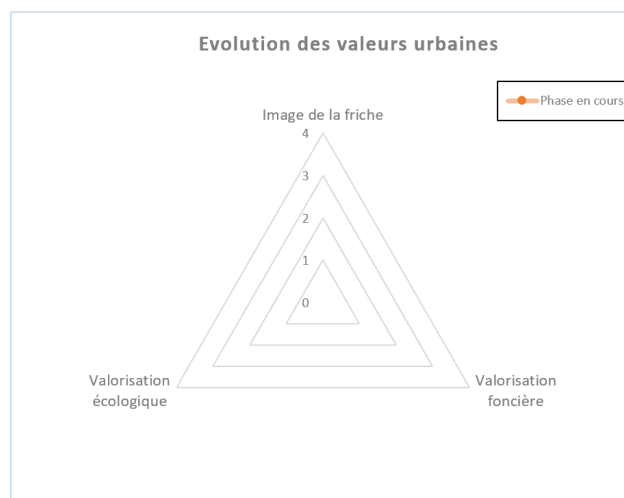 Evolution des valeurs urbaines
Phase en cours
Image de la friche
4
3
2
1
0
Valorisation
écologique
Valorisation
foncière